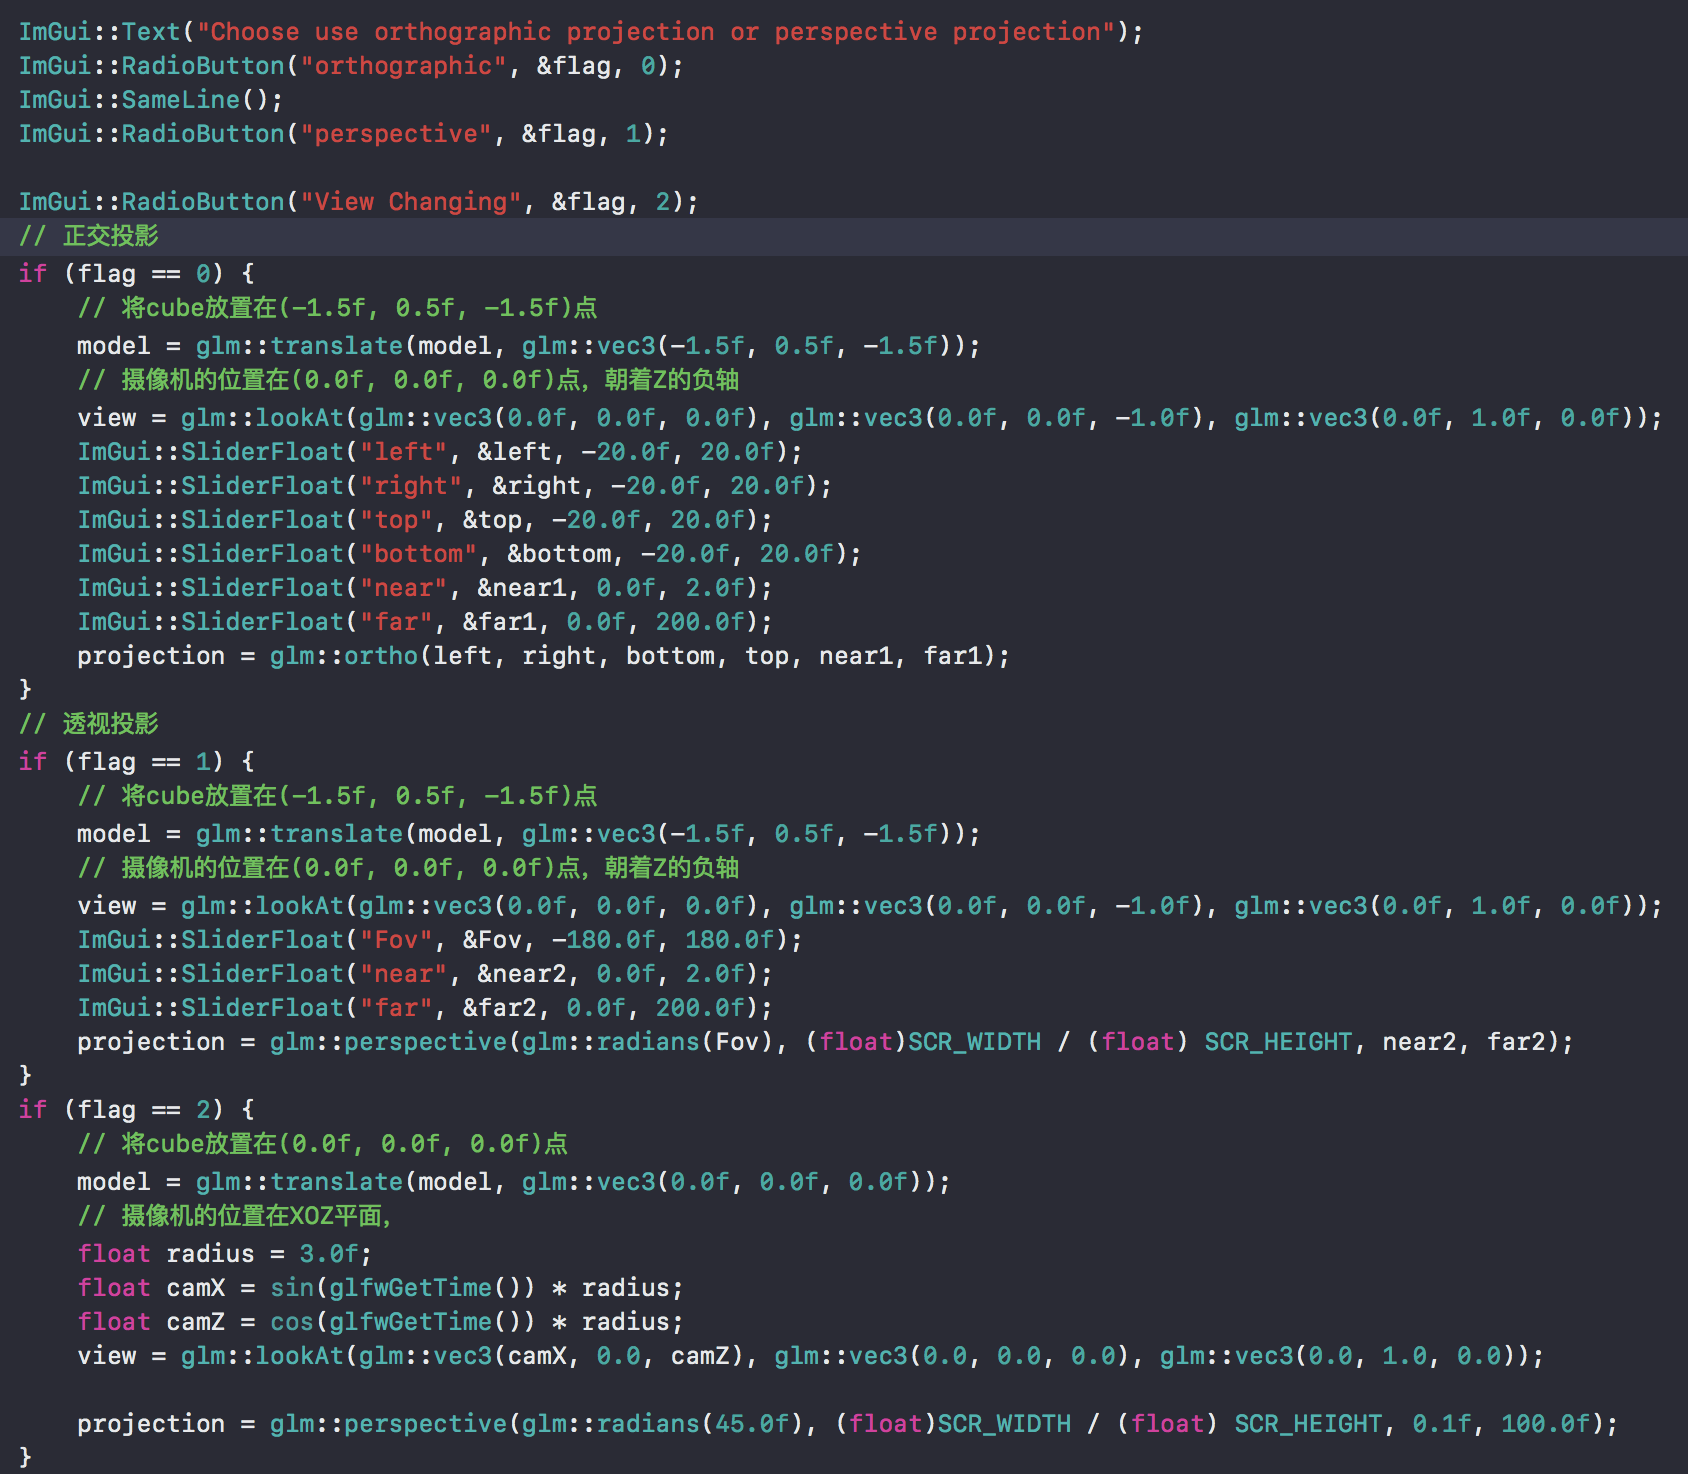 ImGui::Text("Choose use orthographic projection or perspective projection");
ImGui::RadioButton("orthographic", &flag, 0);
ImGui::SameLine();
ImGui::RadioButton("perspective", &flag, 1);

ImGui::RadioButton("View Changing", &flag, 2);
// 正交投影
if (flag == 0) {
    // 将cube放置在(-1.5f, 0.5f, -1.5f)点
    model = glm::translate(model, glm::vec3(-1.5f, 0.5f, -1.5f));
    // 摄像机的位置在(0.0f, 0.0f, 0.0f)点，朝着Z的负轴
    view = glm::lookAt(glm::vec3(0.0f, 0.0f, 0.0f), glm::vec3(0.0f, 0.0f, -1.0f), glm::vec3(0.0f, 1.0f, 0.0f));
    ImGui::SliderFloat("left", &left, -20.0f, 20.0f);
    ImGui::SliderFloat("right", &right, -20.0f, 20.0f);
    ImGui::SliderFloat("top", &top, -20.0f, 20.0f);
    ImGui::SliderFloat("bottom", &bottom, -20.0f, 20.0f);
    ImGui::SliderFloat("near", &near1, 0.0f, 2.0f);
    ImGui::SliderFloat("far", &far1, 0.0f, 200.0f);
    projection = glm::ortho(left, right, bottom, top, near1, far1);
}
// 透视投影
if (flag == 1) {
    // 将cube放置在(-1.5f, 0.5f, -1.5f)点
    model = glm::translate(model, glm::vec3(-1.5f, 0.5f, -1.5f));
    // 摄像机的位置在(0.0f, 0.0f, 0.0f)点，朝着Z的负轴
    view = glm::lookAt(glm::vec3(0.0f, 0.0f, 0.0f), glm::vec3(0.0f, 0.0f, -1.0f), glm::vec3(0.0f, 1.0f, 0.0f));
    ImGui::SliderFloat("Fov", &Fov, -180.0f, 180.0f);
    ImGui::SliderFloat("near", &near2, 0.0f, 2.0f);
    ImGui::SliderFloat("far", &far2, 0.0f, 200.0f);
    projection = glm::perspective(glm::radians(Fov), (float)SCR_WIDTH / (float) SCR_HEIGHT, near2, far2);
}
if (flag == 2) {
    // 将cube放置在(0.0f, 0.0f, 0.0f)点
    model = glm::translate(model, glm::vec3(0.0f, 0.0f, 0.0f));
    // 摄像机的位置在XOZ平面，
    float radius = 3.0f;
    float camX = sin(glfwGetTime()) * radius;
    float camZ = cos(glfwGetTime()) * radius;
    view = glm::lookAt(glm::vec3(camX, 0.0, camZ), glm::vec3(0.0, 0.0, 0.0), glm::vec3(0.0, 1.0, 0.0));

    projection = glm::perspective(glm::radians(45.0f), (float)SCR_WIDTH / (float) SCR_HEIGHT, 0.1f, 100.0f);
}